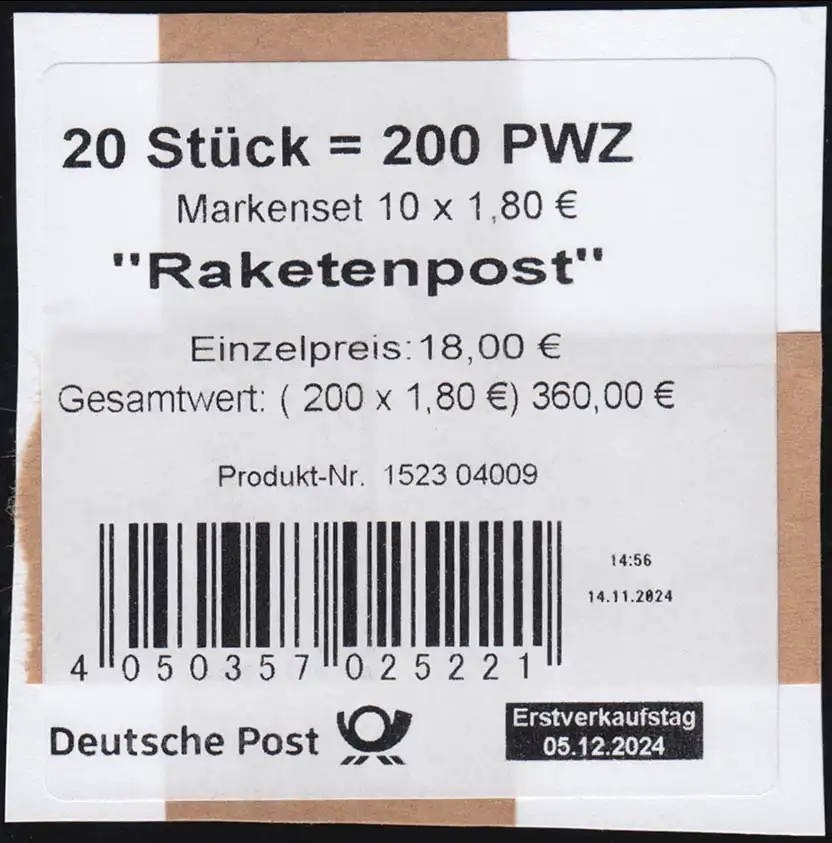 20 Stück = 200 PWZ
Markenset 10 x 1,80 €
"Raketenpost"
Einzelpreis: 18,00 €
Gesamtwert: ( 200 x 1,80 €) 360,00 €
Produkt-Nr. 1523 04009
14:56
14.11.2024
4 050357 025221
Deutsche Post
Erstverkaufstag
05.12.2024